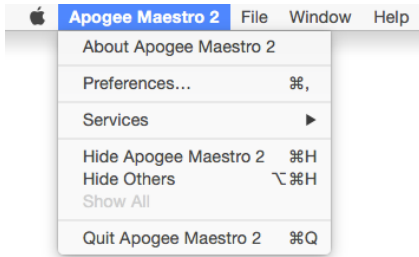 Apogee Maestro 2 File Window Help
About Apogee Maestro 2
Preferences... ⌘,
Services ▶
Hide Apogee Maestro 2 ⌘H
Hide Others ⌥⌘H
Show All
Quit Apogee Maestro 2 ⌘Q